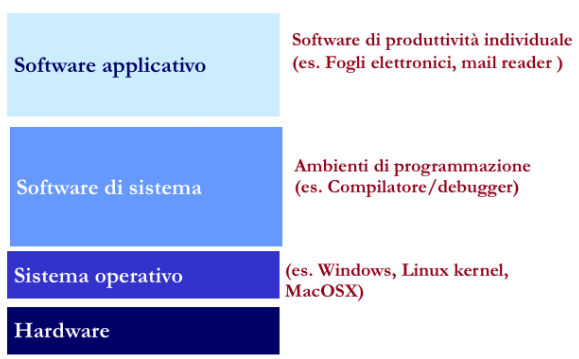 Software applicativo
Software di produttività individuale
(es. Fogli elettronici, mail reader )
Software di sistema
Ambienti di programmazione
(es. Compilatore/debugger)
Sistema operativo
(es. Windows, Linux kernel,
MacOSX)
Hardware